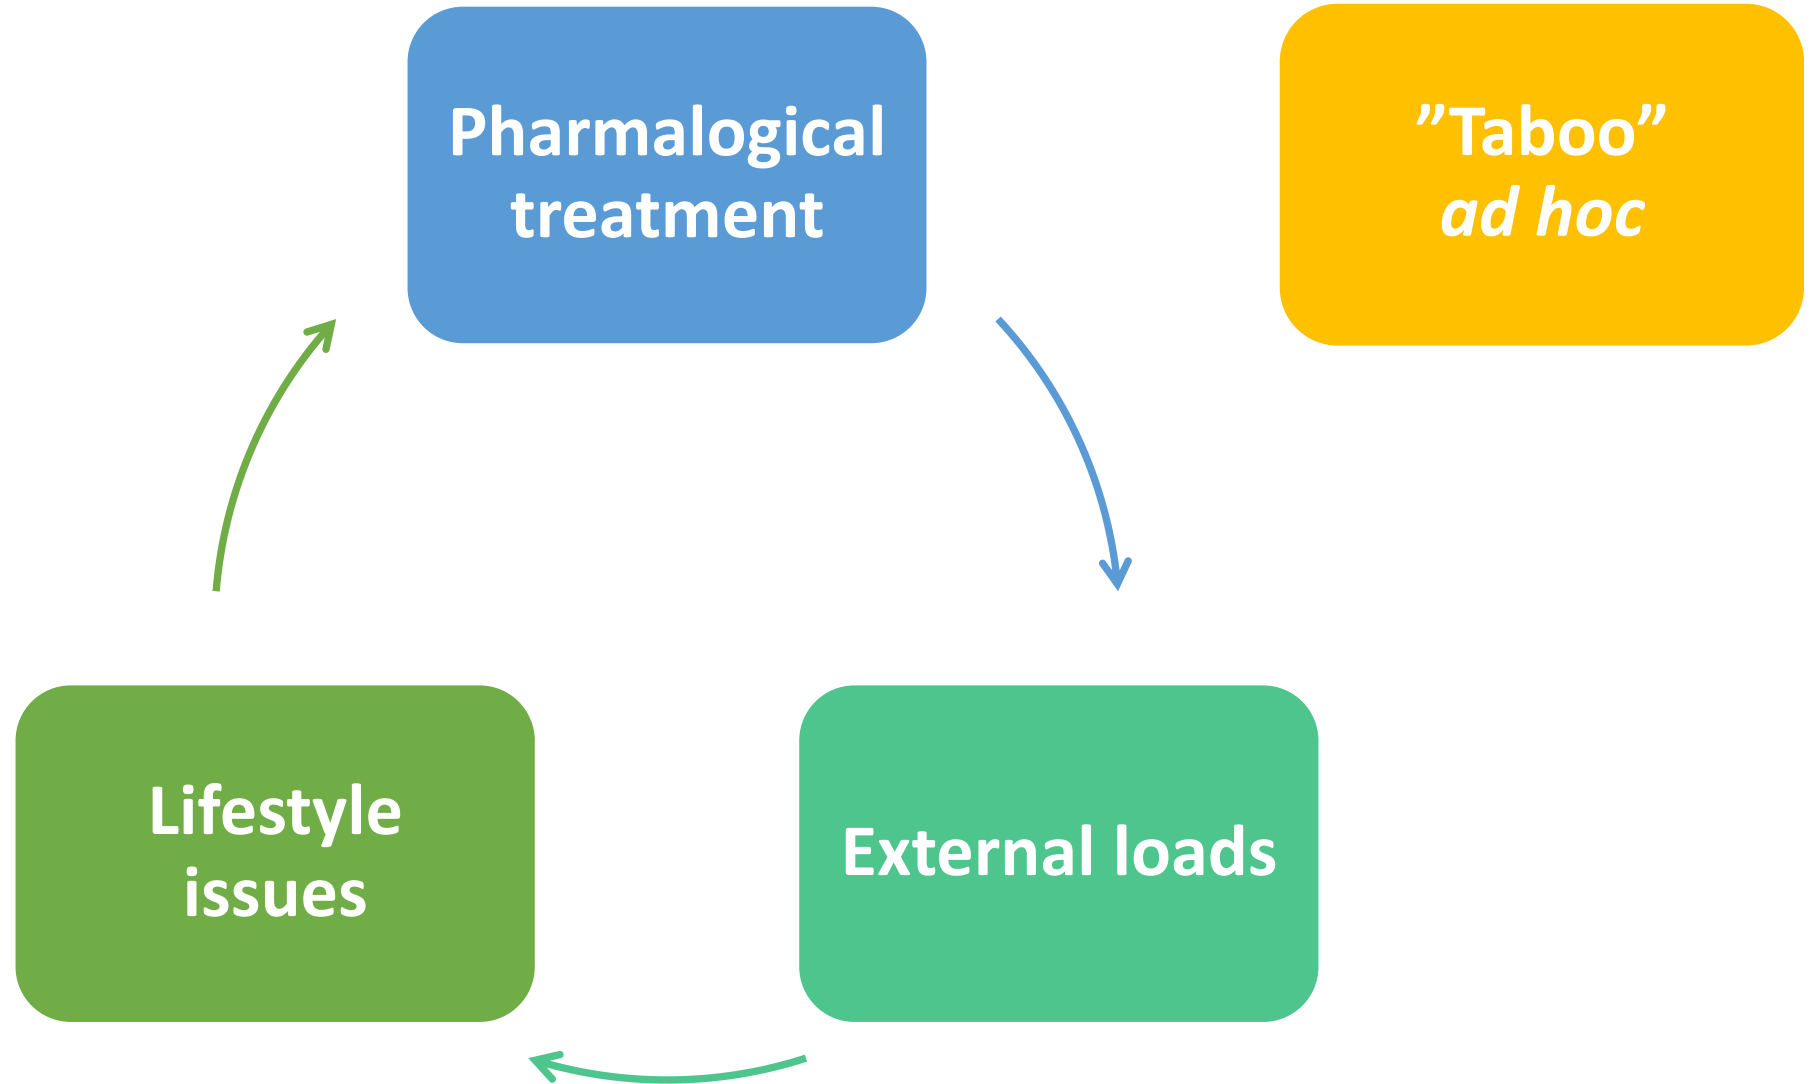 Pharmalogical
treatment
”Taboo”
ad hoc
Lifestyle
issues
External loads